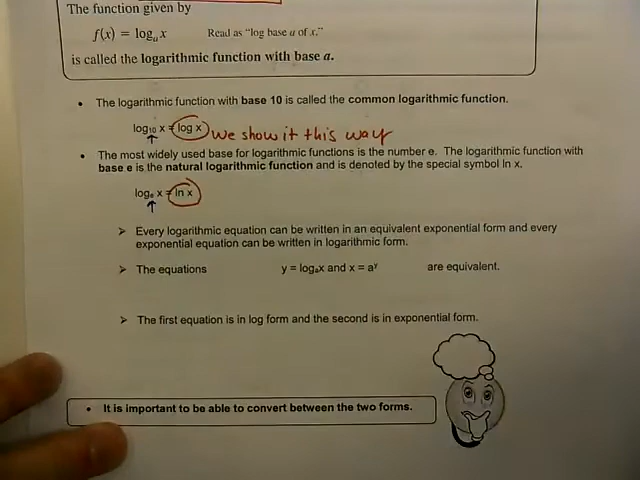 The function given by
f(x) = logₐ x Read as "log base a of x."
is called the logarithmic function with base a.
• The logarithmic function with base 10 is called the common logarithmic function.
log₁₀ x = log x we show it this way
• The most widely used base for logarithmic functions is the number e. The logarithmic function with
base e is the natural logarithmic function and is denoted by the special symbol ln x.
logₑ x = ln x
➢ Every logarithmic equation can be written in an equivalent exponential form and every
exponential equation can be written in logarithmic form.
➢ The equations y = logₐx and x = aʸ are equivalent.
➢ The first equation is in log form and the second is in exponential form.
• It is important to be able to convert between the two forms.